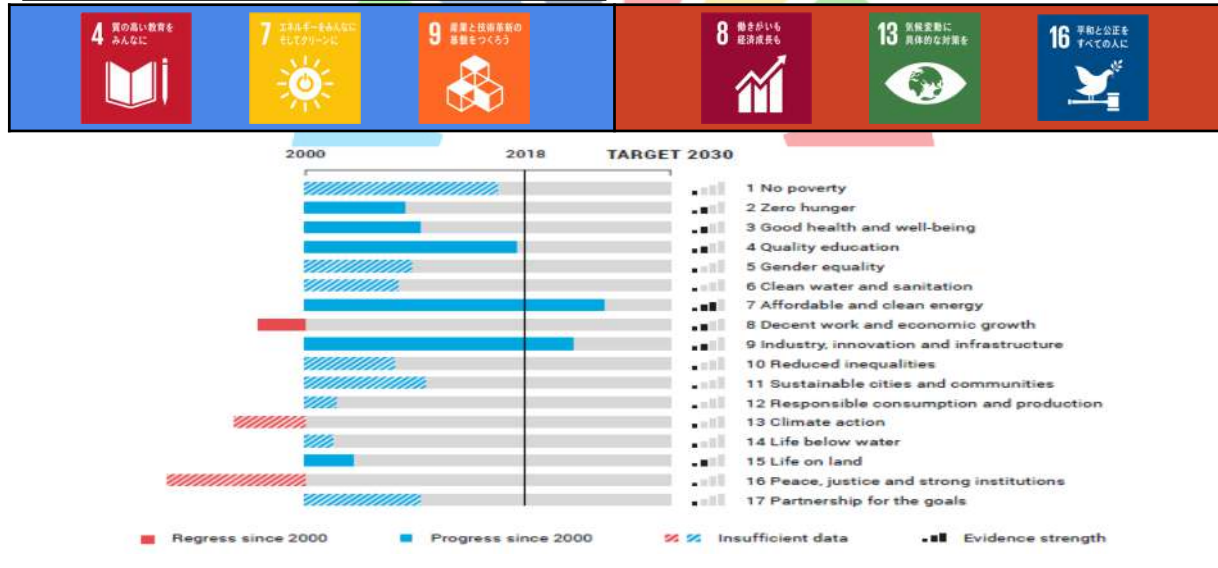 4 質の高い教育を
みんなに
7 エネルギーをみんなに
そしてクリーンに
9 産業と技術革新の
基盤をつくろう
8 働きがいも
経済成長も
13 気候変動に
具体的な対策を
16 平和と公正を
すべての人に
2000 2018 TARGET 2030
1 No poverty
2 Zero hunger
3 Good health and well-being
4 Quality education
5 Gender equality
6 Clean water and sanitation
7 Affordable and clean energy
8 Decent work and economic growth
9 Industry, innovation and infrastructure
10 Reduced inequalities
11 Sustainable cities and communities
12 Responsible consumption and production
13 Climate action
14 Life below water
15 Life on land
16 Peace, justice and strong institutions
17 Partnership for the goals
Regress since 2000 Progress since 2000 Insufficient data Evidence strength